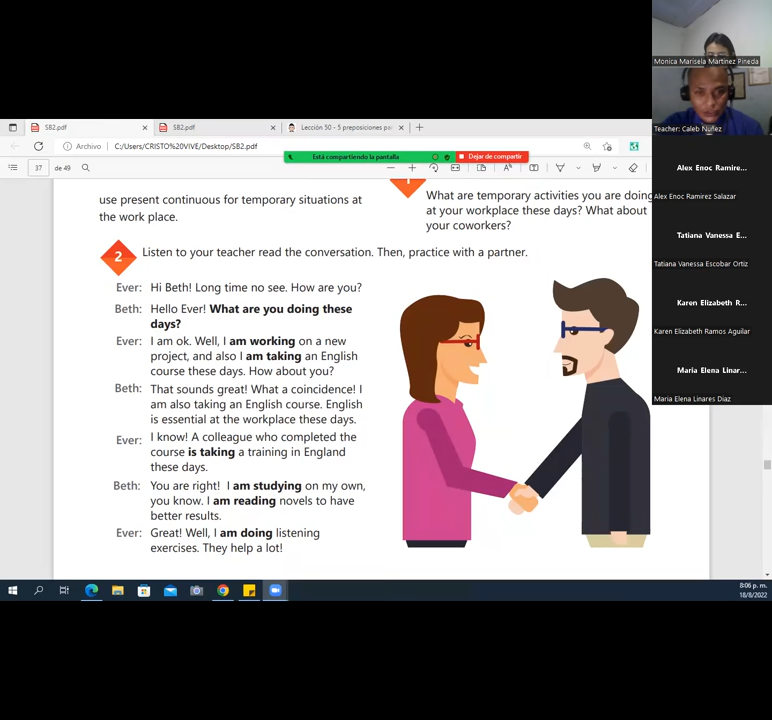 Monica Marisela Martinez Pineda
Teacher: Caleb Nuñez
Alex Enoc Ramire...
Alex Enoc Ramirez Salazar
Tatiana Vanessa E...
Tatiana Vanessa Escobar Ortiz
Karen Elizabeth R...
Karen Elizabeth Ramos Aguilar
María Elena Linar...
Maria Elena Linares Diaz
SB2.pdf
SB2.pdf
Lección 50 - 5 preposiciones pa
Archivo
C:/Users/CRISTO%20VIVE/Desktop/SB2.pdf
Está compartiendo la pantalla
Dejar de compartir
37 de 49
use present continuous for temporary situations at
the work place.
What are temporary activities you are doing
at your workplace these days? What about
your coworkers?
2 Listen to your teacher read the conversation. Then, practice with a partner.
Ever: Hi Beth! Long time no see. How are you?
Beth: Hello Ever! What are you doing these
days?
Ever: I am ok. Well, I am working on a new
project, and also I am taking an English
course these days. How about you?
Beth: That sounds great! What a coincidence! I
am also taking an English course. English
is essential at the workplace these days.
Ever: I know! A colleague who completed the
course is taking a training in England
these days.
Beth: You are right! I am studying on my own,
you know. I am reading novels to have
better results.
Ever: Great! Well, I am doing listening
exercises. They help a lot!
8:06 p. m.
18/8/2022